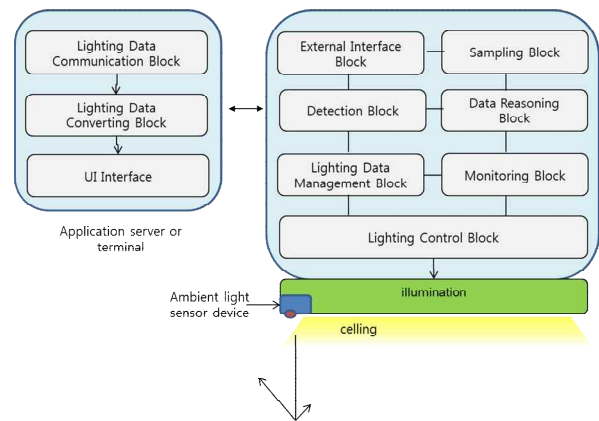 Lighting Data
Communication Block
Lighting Data
Converting Block
UI Interface
Application server or
terminal
External Interface
Block
Sampling Block
Detection Block
Data Reasoning
Block
Lighting Data
Management Block
Monitoring Block
Lighting Control Block
illumination
Ambient light
sensor device
celling